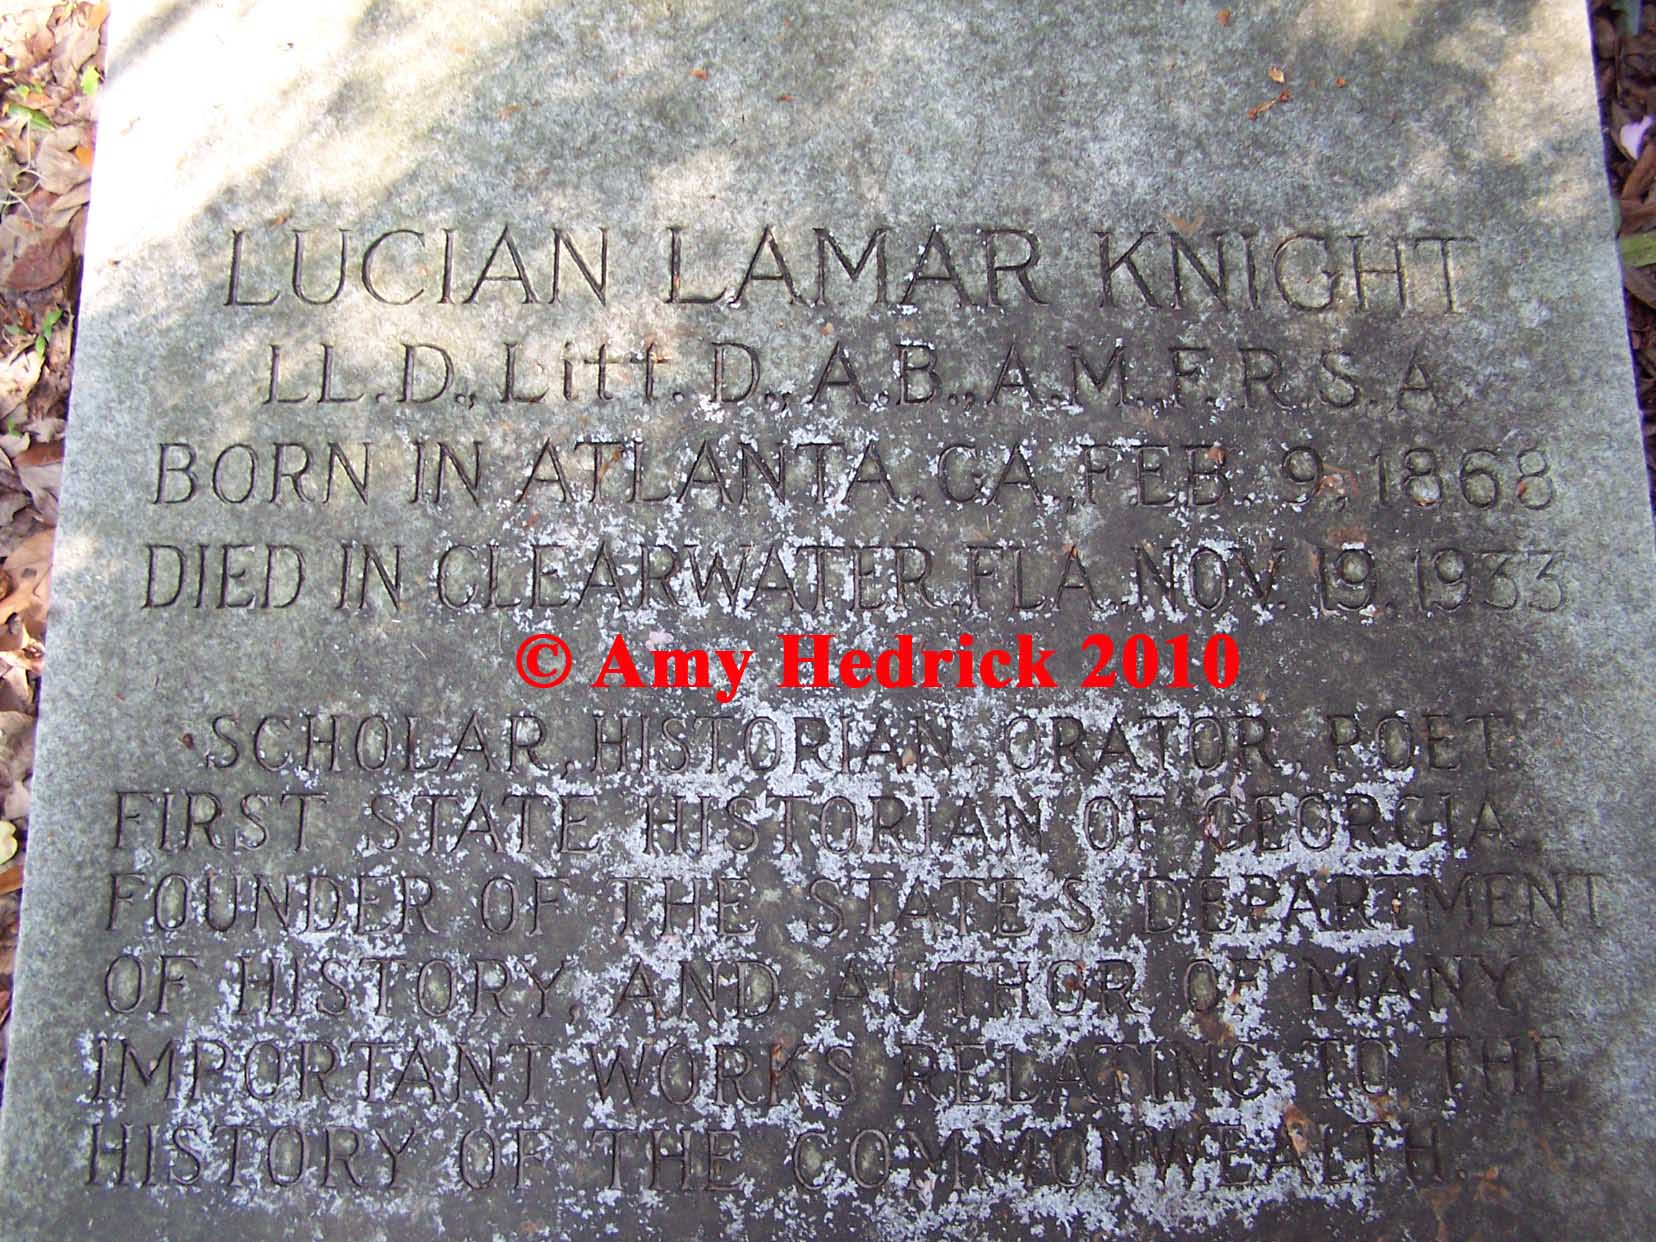 LUCIAN LAMAR KNIGHT
LL.D., Litt. D., A.B., A.M., F.R.S.A.
BORN IN ATLANTA, GA., FEB. 9, 1868
DIED IN CLEARWATER, FLA., NOV. 19, 1933
© Amy Hedrick 2010
SCHOLAR, HISTORIAN, ORATOR, POET.
FIRST STATE HISTORIAN OF GEORGIA,
FOUNDER OF THE STATE'S DEPARTMENT
OF HISTORY, AND AUTHOR OF MANY
IMPORTANT WORKS RELATING TO THE
HISTORY OF THE COMMONWEALTH.